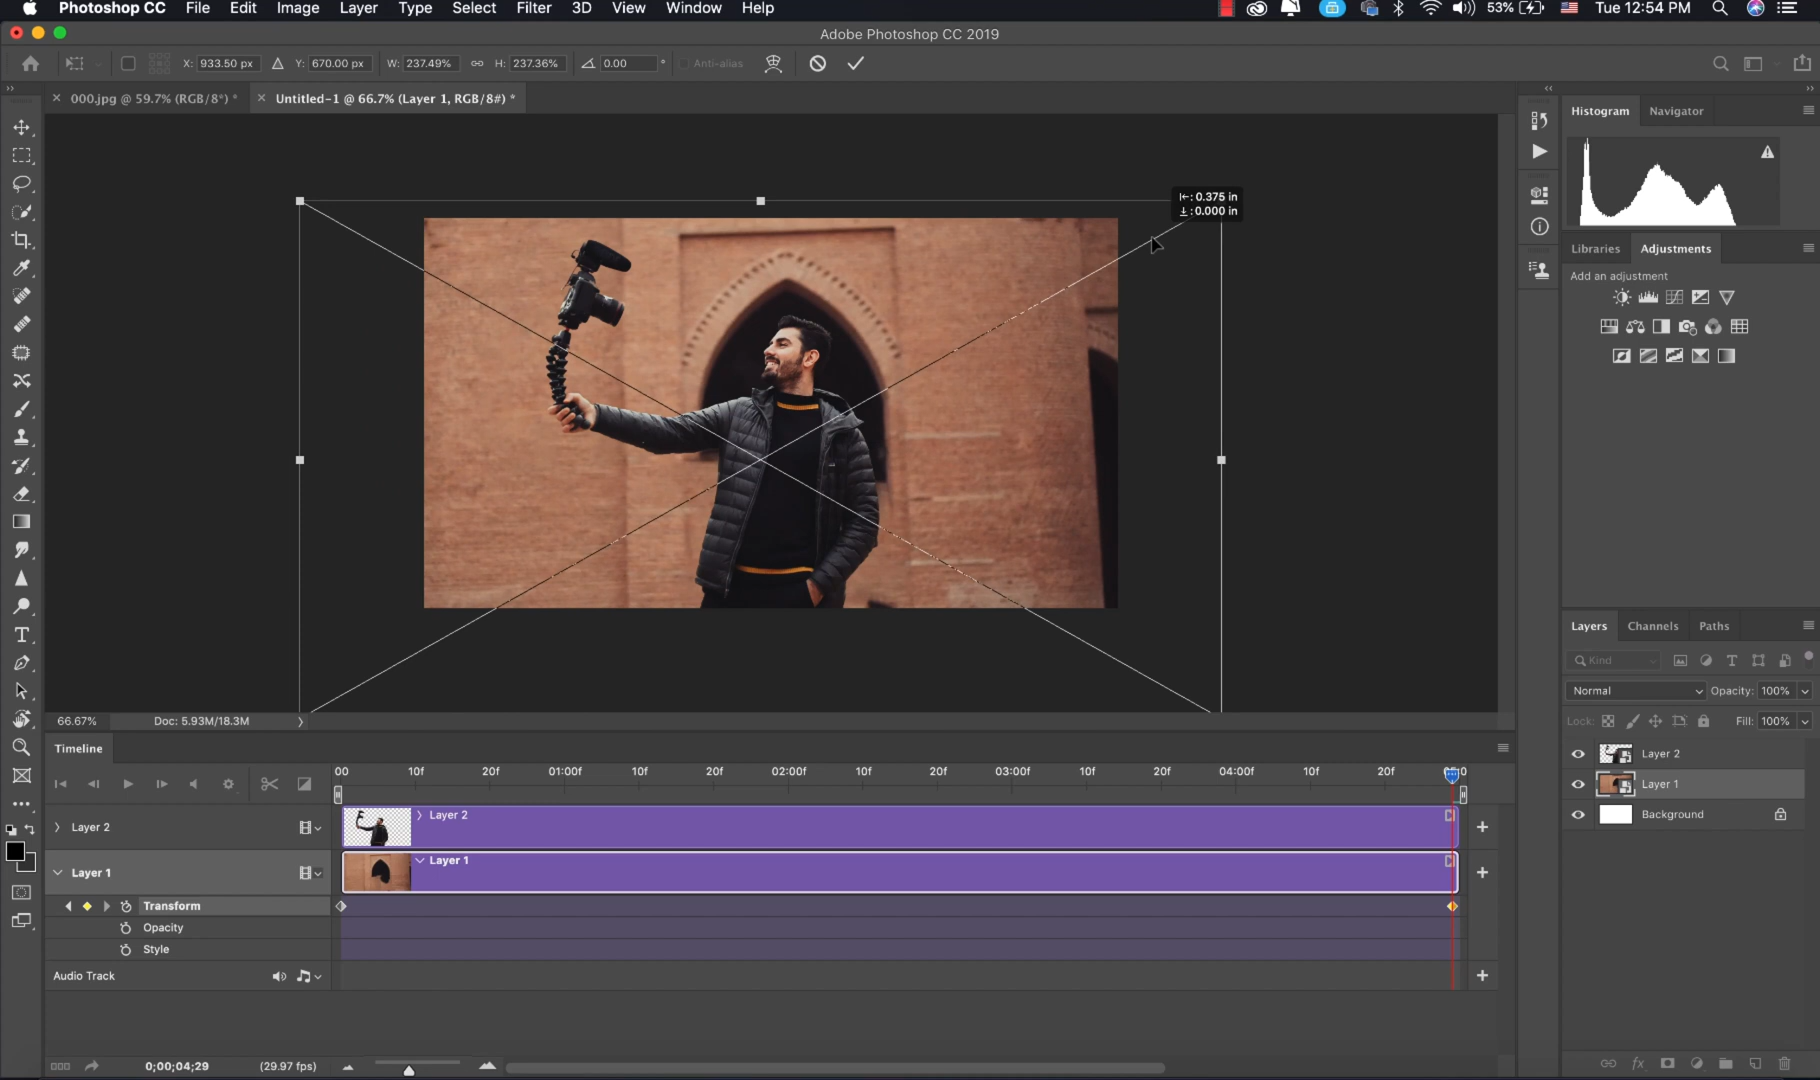 Photoshop CC File Edit Image Layer Type Select Filter 3D View Window Help 53% Tue 12:54 PM
Adobe Photoshop CC 2019
X: 933.50 px Y: 670.00 px W: 237.49% H: 237.36% 0.00 ° Anti-alias
000.jpg @ 59.7% (RGB/8*) * Untitled-1 @ 66.7% (Layer 1, RGB/8#) *
Histogram Navigator
0.375 in
0.000 in
Libraries Adjustments
Add an adjustment
Layers Channels Paths
Kind
Normal Opacity: 100%
Lock: Fill: 100%
Layer 2
Layer 1
Background
66.67% Doc: 5.93M/18.3M
Timeline
00 10f 20f 01:00f 10f 20f 02:00f 10f 20f 03:00f 10f 20f 04:00f 10f 20f
Layer 2 Layer 2
Layer 1 Layer 1
Transform
Opacity
Style
Audio Track
0;00;04;29 (29.97 fps)
fx